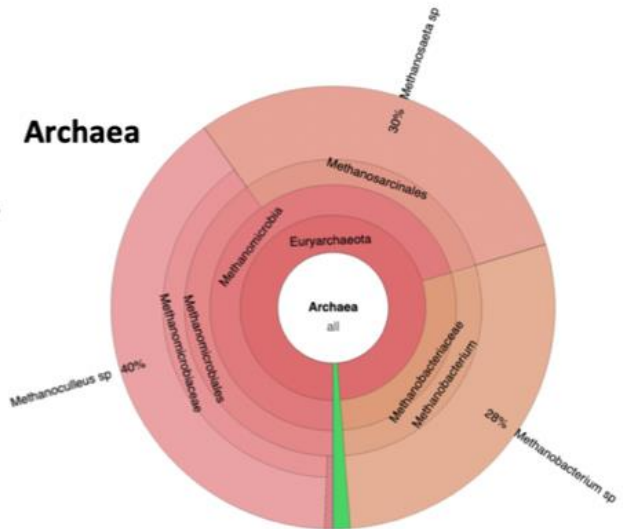 Methanosaeta sp
30%
Archaea
Methanosarcinales
Methanomicrobia
Euryarchaeota
Archaea
all
Methanomicrobiales
Methanomicrobiaceae
Methanobacteriaceae
Methanobacterium
Methanoculleus sp 40%
28% Methanobacterium sp